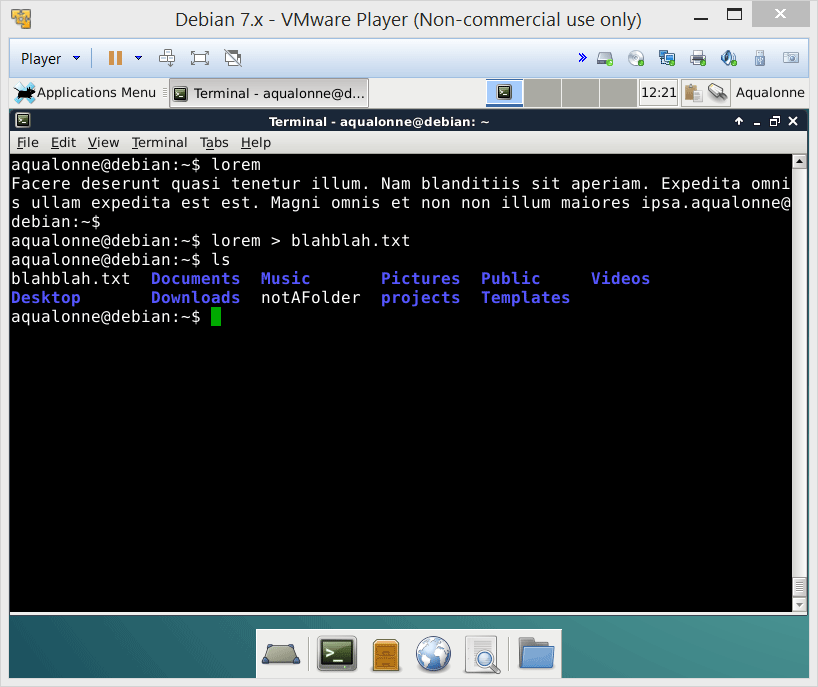 Debian 7.x - VMware Player (Non-commercial use only)
Player
Applications Menu
Terminal - aqualonne@d...
12:21
Aqualonne
Terminal - aqualonne@debian: ~
File Edit View Terminal Tabs Help
aqualonne@debian:~$ lorem
Facere deserunt quasi tenetur illum. Nam blanditiis sit aperiam. Expedita omni
s ullam expedita est est. Magni omnis et non non illum maiores ipsa.aqualonne@
debian:~$
aqualonne@debian:~$ lorem > blahblah.txt
aqualonne@debian:~$ ls
blahblah.txt Documents Music Pictures Public Videos
Desktop Downloads notAFolder projects Templates
aqualonne@debian:~$